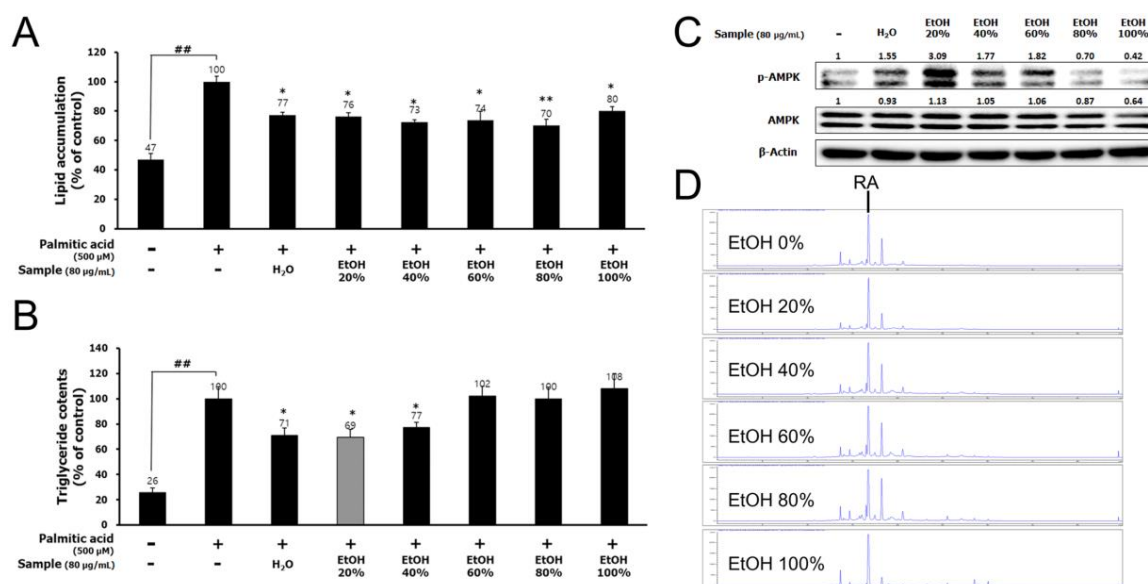 A
Lipid accumulation
(% of control)
120
100
80
60
40
20
0
##
47
100
*
77
*
76
*
73
*
74
**
70
*
80
Palmitic acid
(500 µM)
- + + + + + + +
Sample (80 µg/mL)
- - H₂O EtOH 20% EtOH 40% EtOH 60% EtOH 80% EtOH 100%
B
Triglyceride cotents
(% of control)
140
120
100
80
60
40
20
0
##
26
100
*
71
*
69
*
77
102
100
108
Palmitic acid
(500 µM)
- + + + + + + +
Sample (80 µg/mL)
- - H₂O EtOH 20% EtOH 40% EtOH 60% EtOH 80% EtOH 100%
C
Sample (80 µg/mL) - H₂O EtOH 20% EtOH 40% EtOH 60% EtOH 80% EtOH 100%
1 1.55 3.09 1.77 1.82 0.70 0.42
p-AMPK
1 0.93 1.13 1.05 1.06 0.87 0.64
AMPK
β-Actin
D
RA
EtOH 0%
EtOH 20%
EtOH 40%
EtOH 60%
EtOH 80%
EtOH 100%